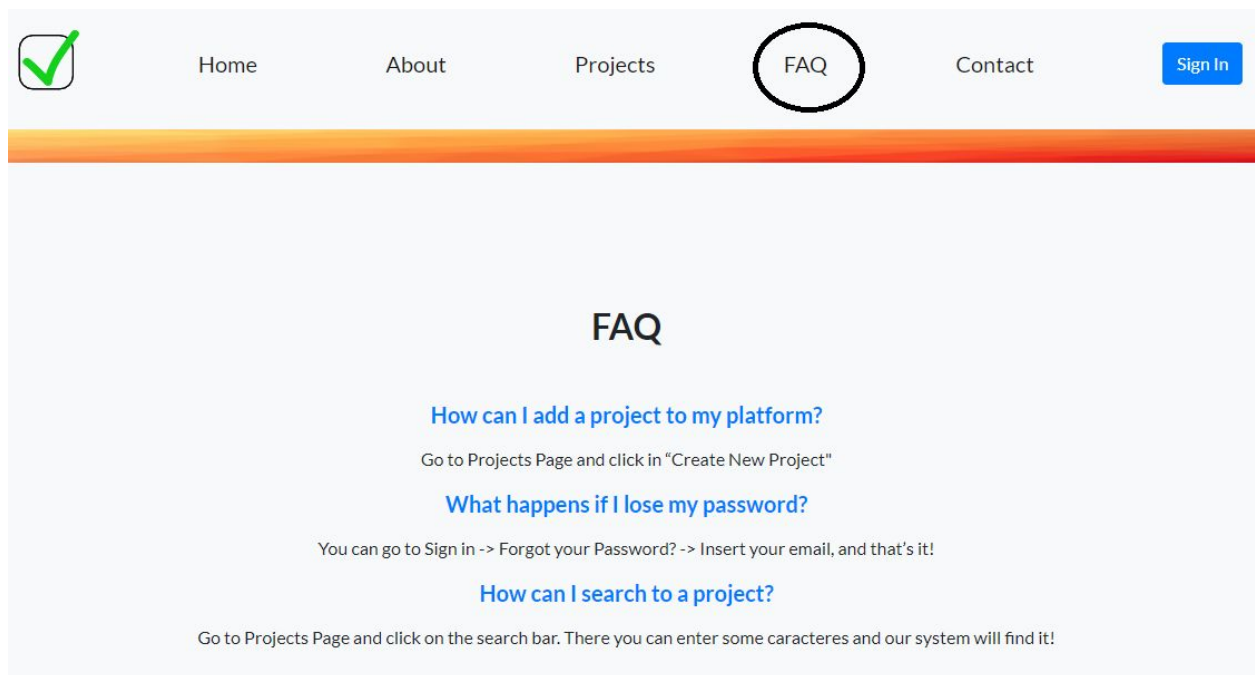 Home About Projects FAQ Contact Sign In
FAQ
How can I add a project to my platform?
Go to Projects Page and click in “Create New Project"
What happens if I lose my password?
You can go to Sign in -> Forgot your Password? -> Insert your email, and that’s it!
How can I search to a project?
Go to Projects Page and click on the search bar. There you can enter some caracteres and our system will find it!